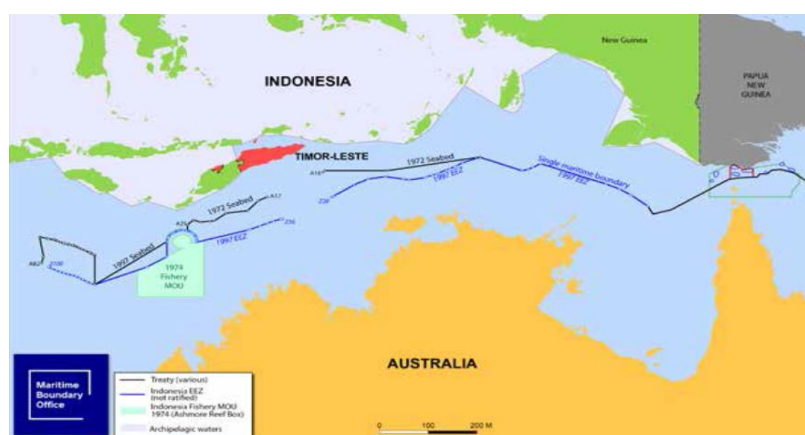 New Guinea
INDONESIA
PAPUA
NEW
GUINEA
TIMOR-LESTE
1972 Seabed
A16
1997 EEZ
Single maritime boundary
1997 EEZ
Z28
1972 Seabed
A17
A25
1997 EEZ
1997 Seabed
A82
1974
Fishery
MOU
AUSTRALIA
Maritime
Boundary
Office
Treaty (various)
Indonesia EEZ
(not ratified)
Indonesia Fishery MOU
1974 (Ashmore Reef Box)
Archipelagic waters
0 100 200 M